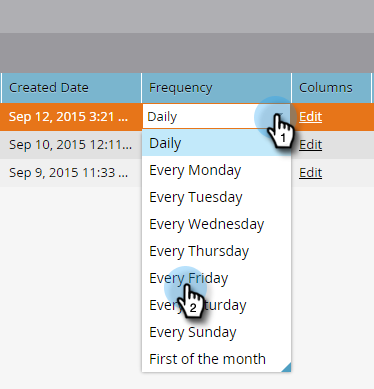 Created Date Frequency Columns
Sep 12, 2015 3:21 ... Daily Edit
1
Sep 10, 2015 12:11... Daily Edit
Sep 9, 2015 11:33 ... Every Monday Edit
Every Tuesday
Every Wednesday
Every Thursday
Every Friday
2
Every Saturday
Every Sunday
First of the month